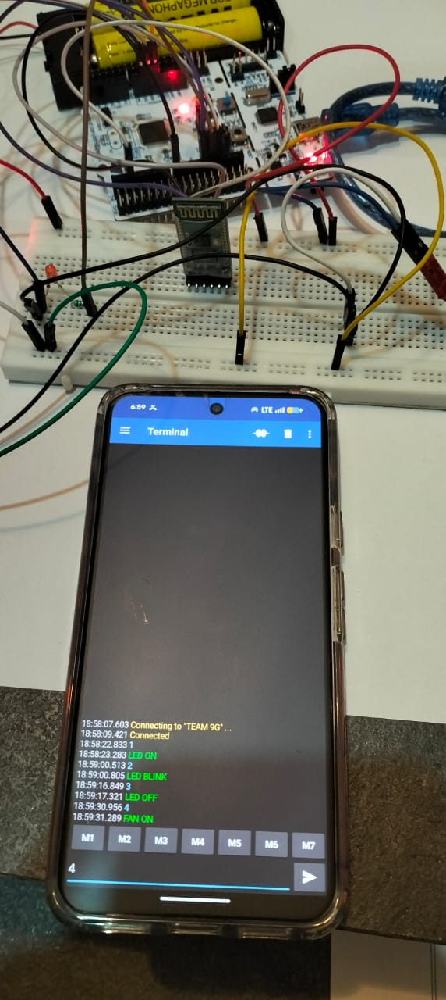 FOR MEGAPHON
6:59 LTE
Terminal
18:58:07.603 Connecting to "TEAM 9G" ...
18:58:09.421 Connected
18:58:22.833 1
18:58:23.283 LED ON
18:59:00.513 2
18:59:00.805 LED BLINK
18:59:16.849 3
18:59:17.321 LED OFF
18:59:30.956 4
18:59:31.289 FAN ON
M1 M2 M3 M4 M5 M6 M7
4